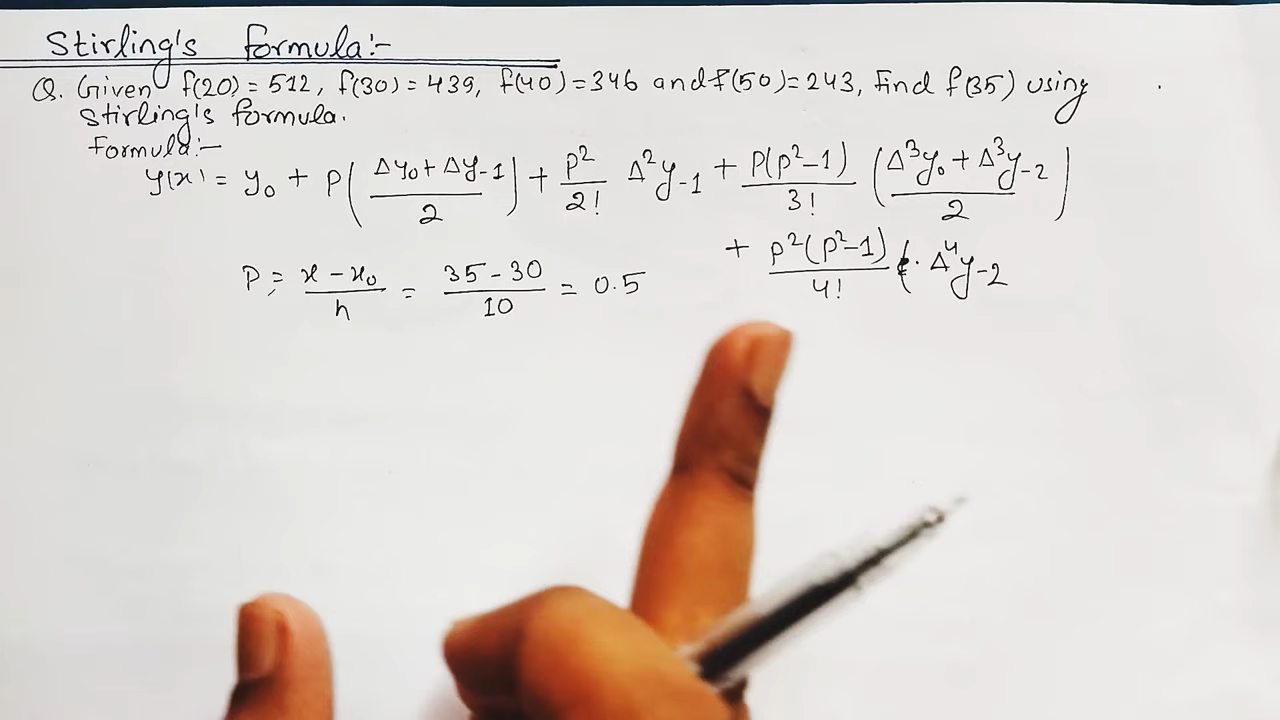 Stirling's formula:-
Q. Given f(20) = 512, f(30) = 439, f(40) = 346 and f(50) = 243, Find f(35) using
Stirling's formula.
Formula:-
y(x) = y₀ + P( (Δy₀ + Δy-1)/2 ) + P²/2! Δ²y-1 + P(P²-1)/3! ( (Δ³y₀ + Δ³y-2)/2 )
+ P²(P²-1)/4! · Δ⁴y-2
P = (x - x₀)/h = (35-30)/10 = 0.5